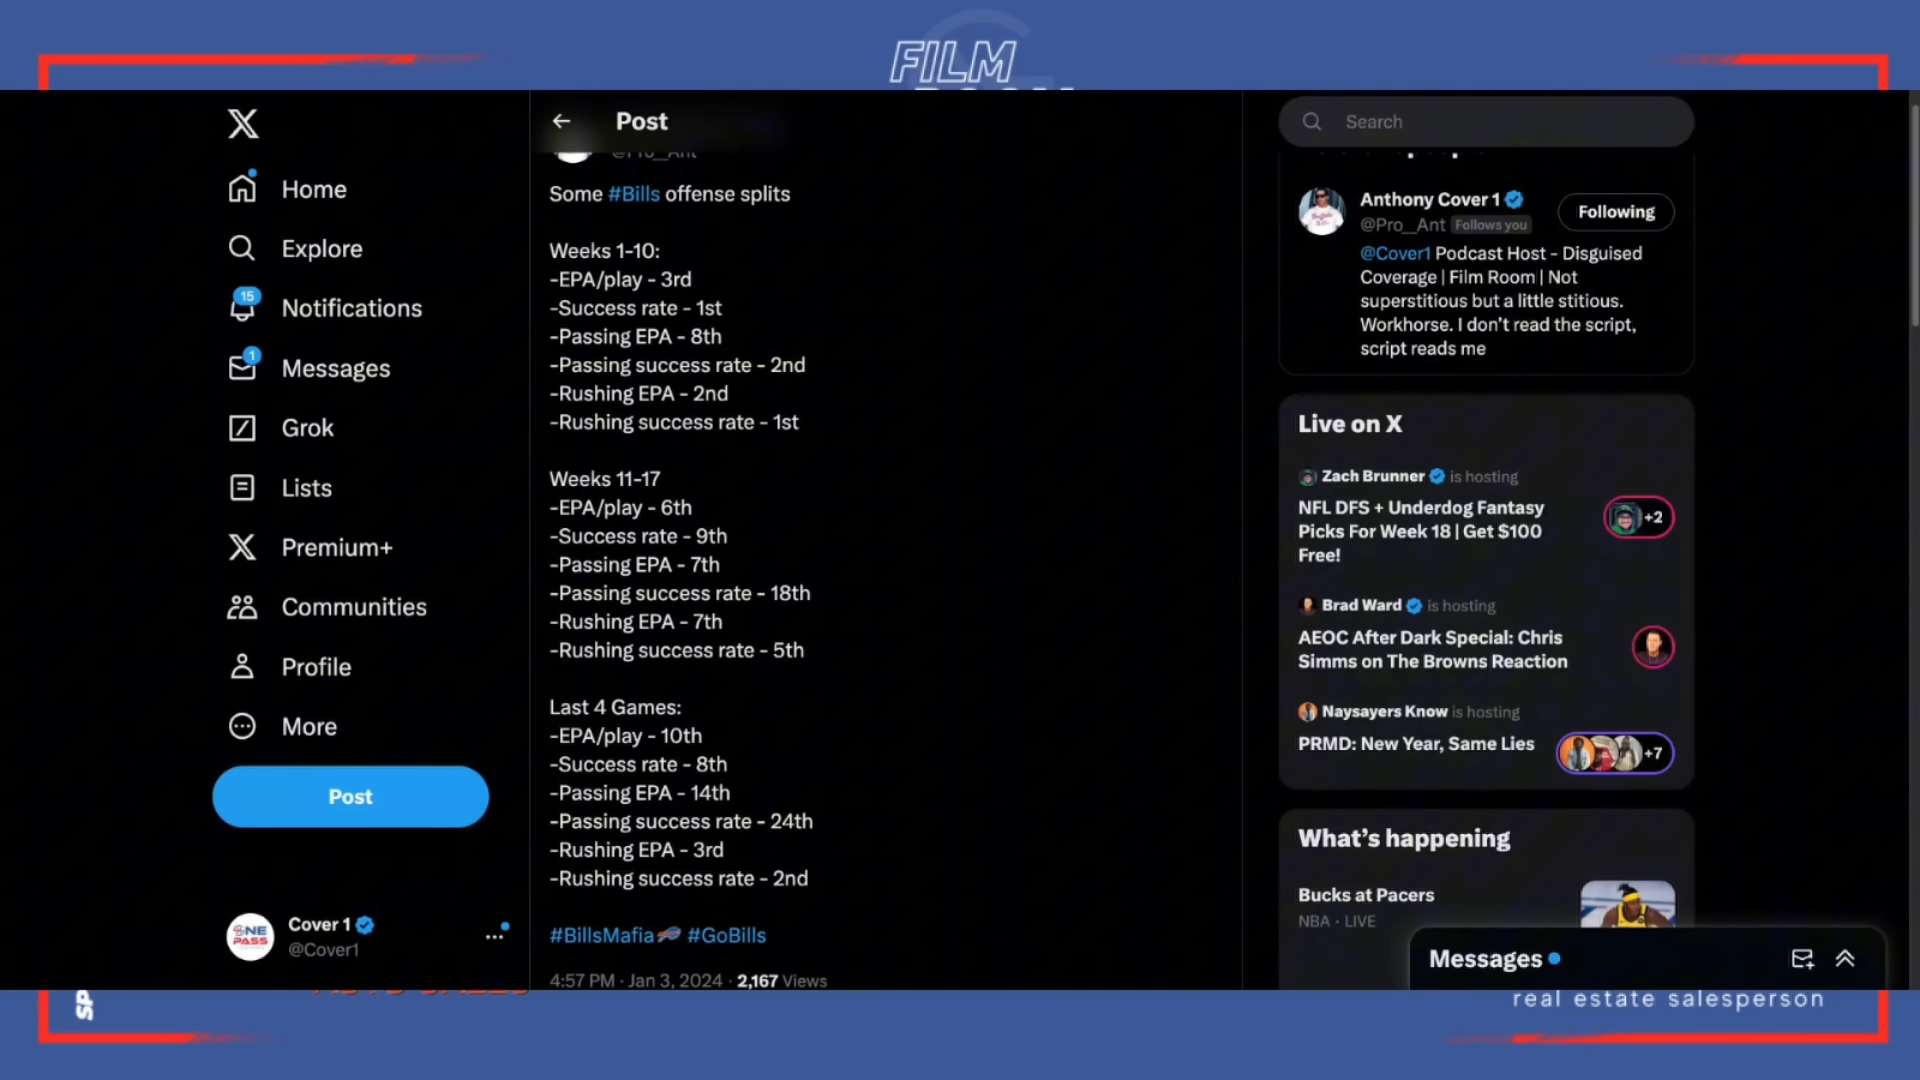 FILM
Post
Search
@Pro__Ant
Some #Bills offense splits
Weeks 1-10:
-EPA/play - 3rd
-Success rate - 1st
-Passing EPA - 8th
-Passing success rate - 2nd
-Rushing EPA - 2nd
-Rushing success rate - 1st
Weeks 11-17
-EPA/play - 6th
-Success rate - 9th
-Passing EPA - 7th
-Passing success rate - 18th
-Rushing EPA - 7th
-Rushing success rate - 5th
Last 4 Games:
-EPA/play - 10th
-Success rate - 8th
-Passing EPA - 14th
-Passing success rate - 24th
-Rushing EPA - 3rd
-Rushing success rate - 2nd
#BillsMafia #GoBills
4:57 PM · Jan 3, 2024 · 2,167 Views
Home
Explore
15
Notifications
1
Messages
Grok
Lists
Premium+
Communities
Profile
More
Post
ONE
PASS
Cover 1
@Cover1
Anthony Cover 1
@Pro__Ant Follows you
Following
@Cover1 Podcast Host - Disguised
Coverage | Film Room | Not
superstitious but a little stitious.
Workhorse. I don't read the script,
script reads me
Live on X
Zach Brunner is hosting
NFL DFS + Underdog Fantasy
Picks For Week 18 | Get $100
Free!
+2
Brad Ward is hosting
AEOC After Dark Special: Chris
Simms on The Browns Reaction
Naysayers Know is hosting
PRMD: New Year, Same Lies
+7
What's happening
Bucks at Pacers
NBA · LIVE
Messages
real estate salesperson